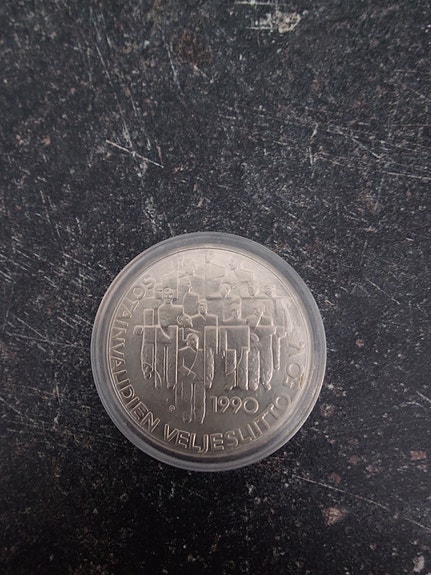 SOTAINVALIDIEN VELJESLIITTO 50 V.
1990